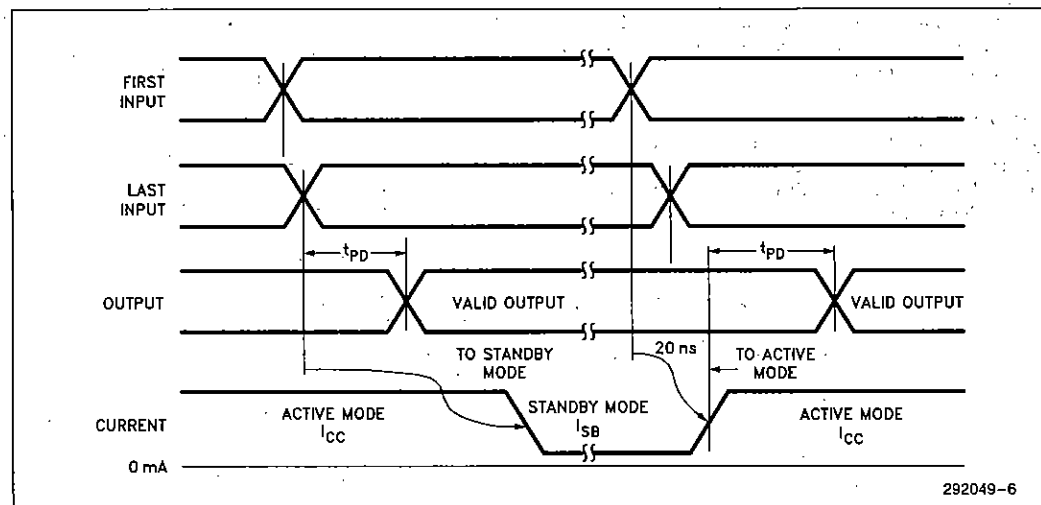 FIRST
INPUT
LAST
INPUT
tPD
tPD
OUTPUT
VALID OUTPUT
VALID OUTPUT
TO STANDBY
MODE
20 ns
TO ACTIVE
MODE
CURRENT
ACTIVE MODE
ICC
STANDBY MODE
ISB
ACTIVE MODE
ICC
0 mA
292049-6